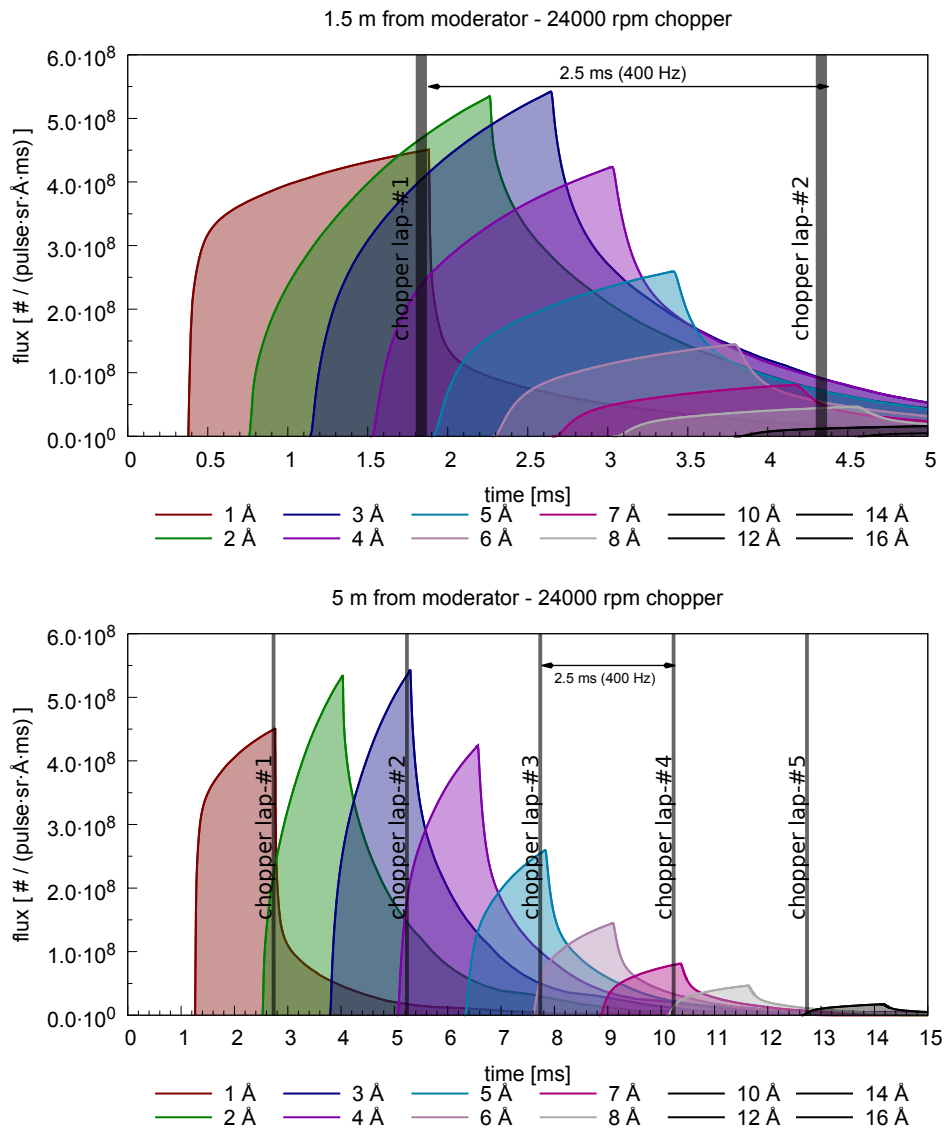 1.5 m from moderator - 24000 rpm chopper
6.0·10⁸
5.0·10⁸
4.0·10⁸
3.0·10⁸
2.0·10⁸
1.0·10⁸
0.0·10⁰
flux [ # / (pulse·sr·Å·ms) ]
2.5 ms (400 Hz)
chopper lap-#1
chopper lap-#2
0 0.5 1 1.5 2 2.5 3 3.5 4 4.5 5
time [ms]
1 Å 3 Å 5 Å 7 Å 10 Å 14 Å
2 Å 4 Å 6 Å 8 Å 12 Å 16 Å
5 m from moderator - 24000 rpm chopper
6.0·10⁸
5.0·10⁸
4.0·10⁸
3.0·10⁸
2.0·10⁸
1.0·10⁸
0.0·10⁰
flux [ # / (pulse·sr·Å·ms) ]
2.5 ms (400 Hz)
chopper lap-#1
chopper lap-#2
chopper lap-#3
chopper lap-#4
chopper lap-#5
0 1 2 3 4 5 6 7 8 9 10 11 12 13 14 15
time [ms]
1 Å 3 Å 5 Å 7 Å 10 Å 14 Å
2 Å 4 Å 6 Å 8 Å 12 Å 16 Å